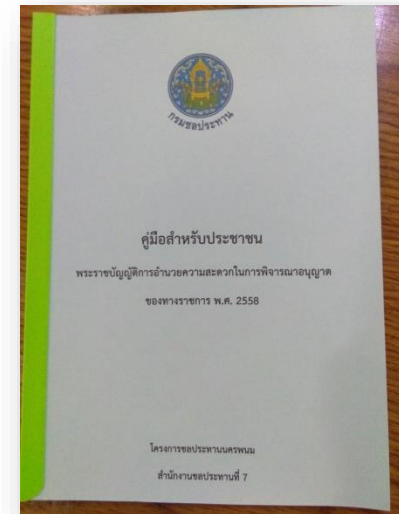 กรมชลประทาน
คู่มือสำหรับประชาชน
พระราชบัญญัติการอำนวยความสะดวกในการพิจารณาอนุญาต
ของทางราชการ พ.ศ. 2558
โครงการชลประทานนครพนม
สำนักงานชลประทานที่ 7